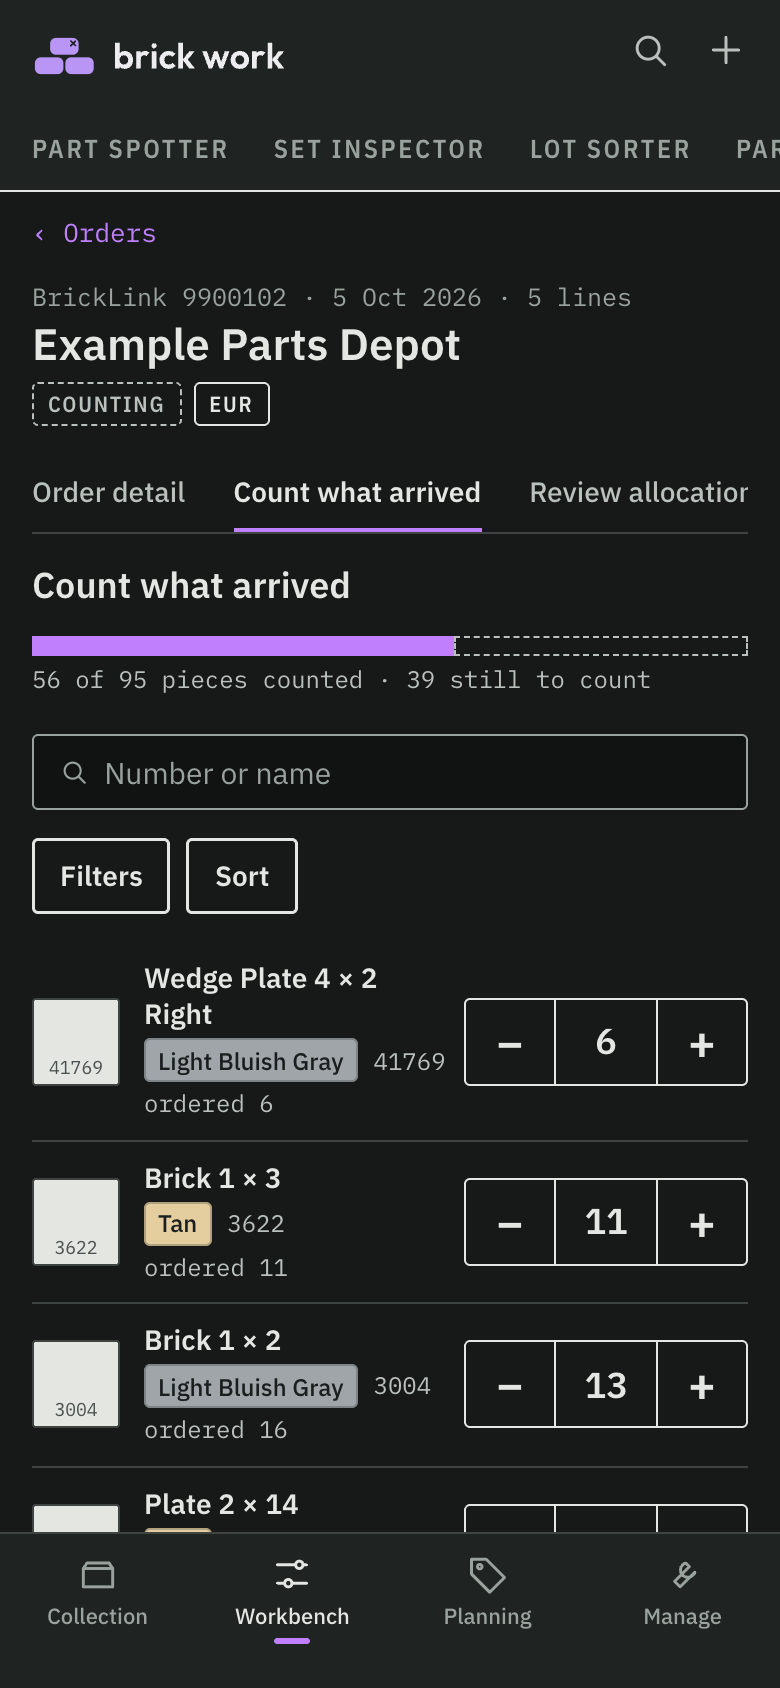 brick work
PART SPOTTER SET INSPECTOR LOT SORTER PAR
‹ Orders
BrickLink 9900102 · 5 Oct 2026 · 5 lines
Example Parts Depot
COUNTING EUR
Order detail Count what arrived Review allocation
Count what arrived
56 of 95 pieces counted · 39 still to count
Number or name
Filters Sort
Wedge Plate 4 × 2
Right
41769 Light Bluish Gray 41769 − 6 +
ordered 6
Brick 1 × 3
Tan 3622 − 11 +
3622
ordered 11
Brick 1 × 2
Light Bluish Gray 3004 − 13 +
3004
ordered 16
Plate 2 × 14
Collection Workbench Planning Manage